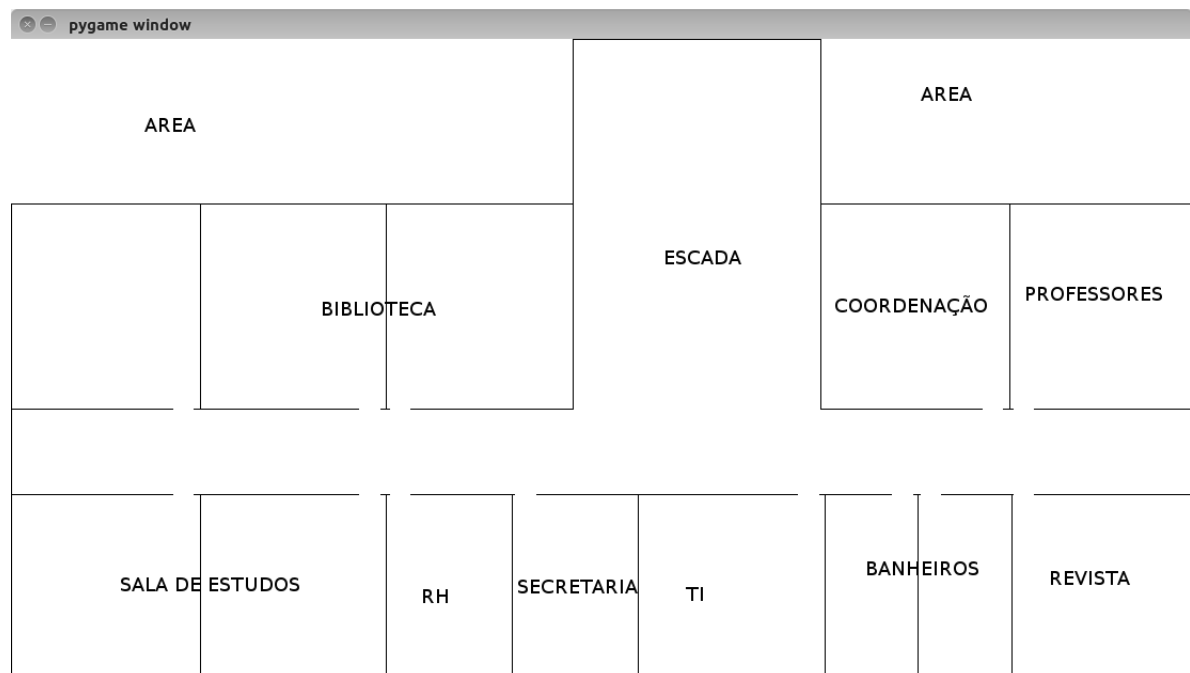 pygame window
AREA
AREA
ESCADA
BIBLIOTECA
COORDENAÇÃO
PROFESSORES
SALA DE ESTUDOS
RH
SECRETARIA
TI
BANHEIROS
REVISTA